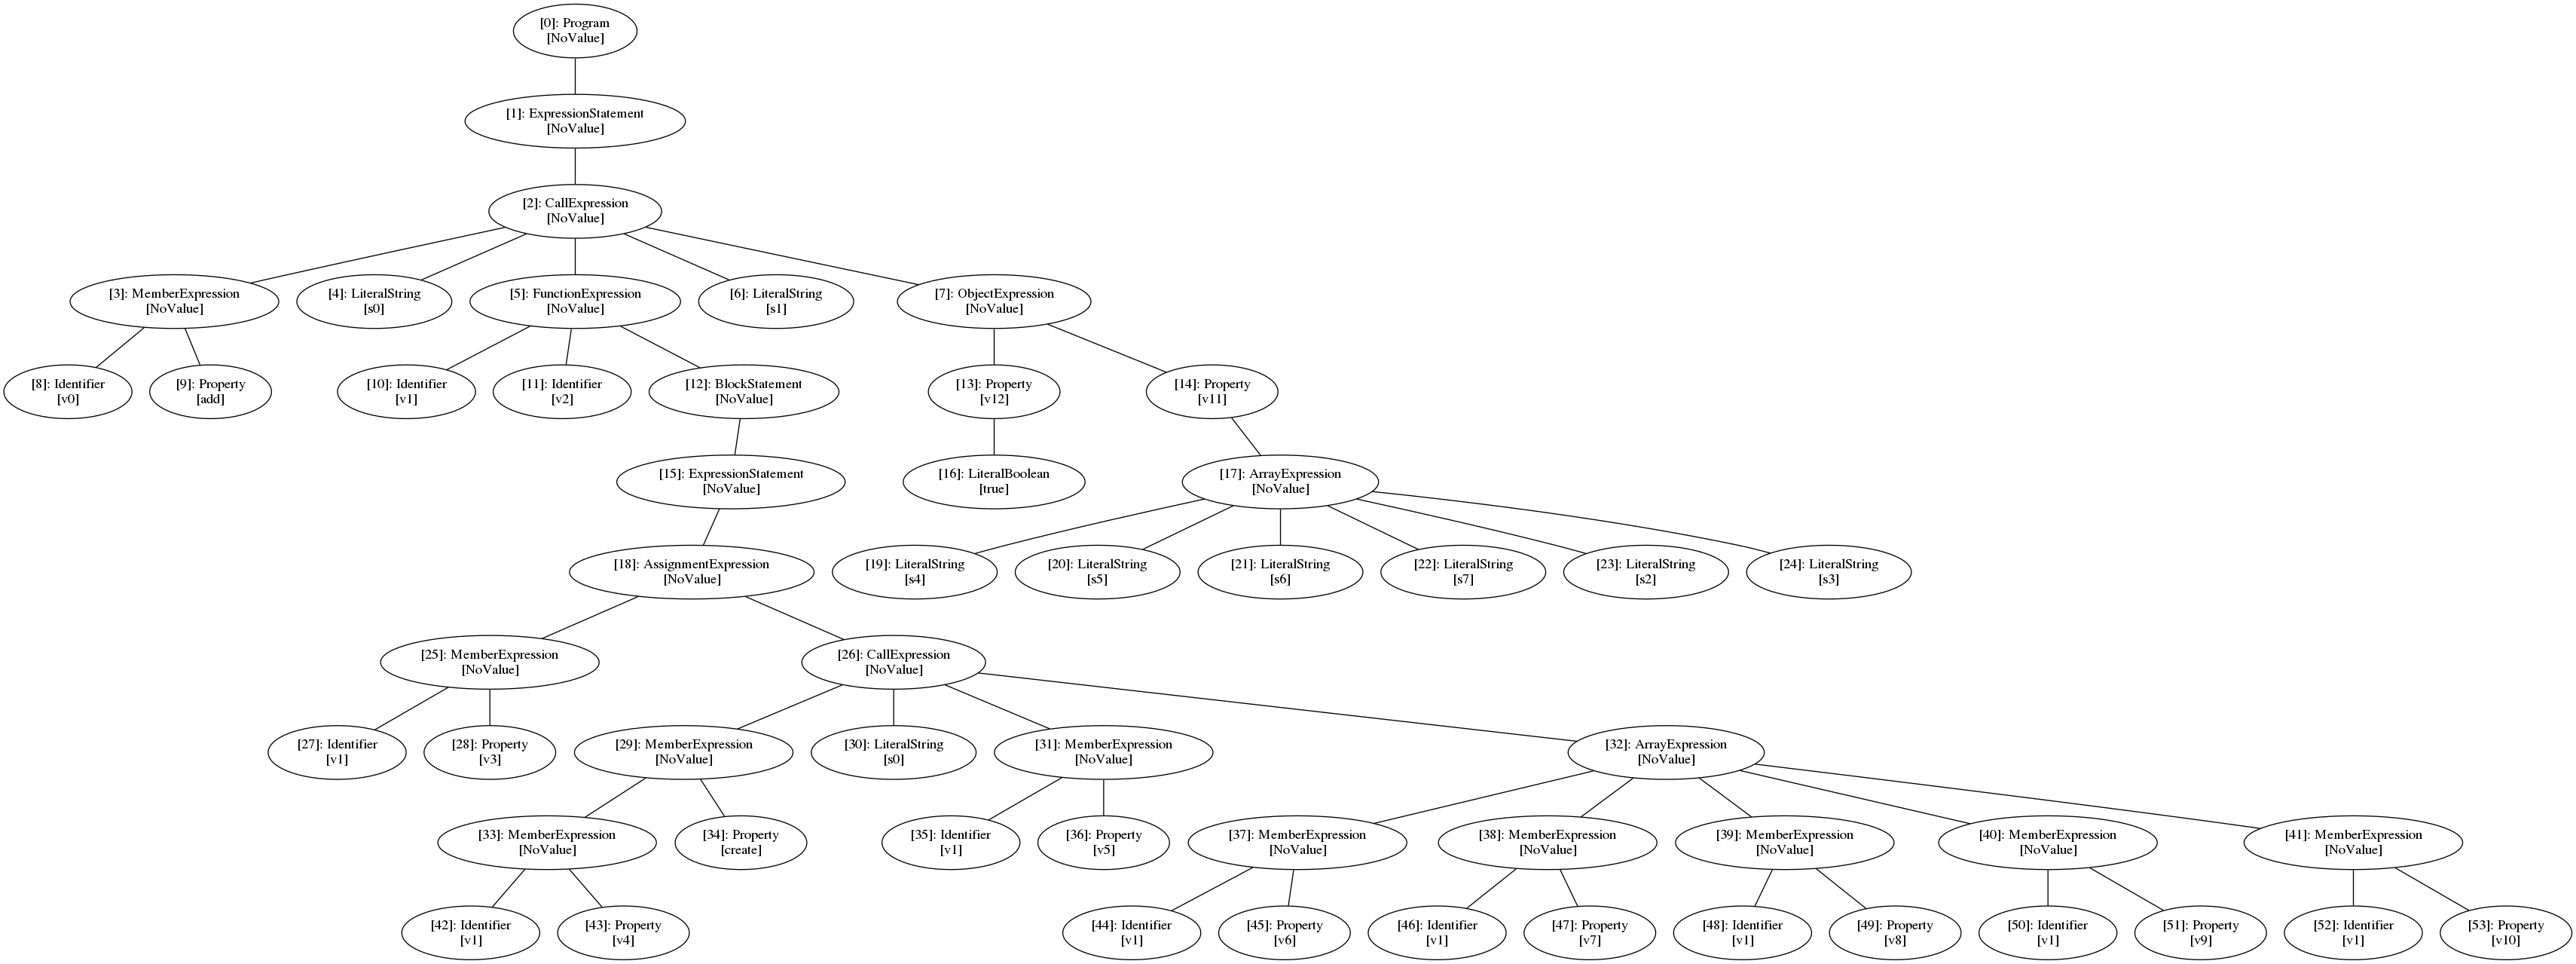 [0]: Program
[NoValue]
[1]: ExpressionStatement
[NoValue]
[2]: CallExpression
[NoValue]
[3]: MemberExpression
[NoValue]
[4]: LiteralString
[s0]
[5]: FunctionExpression
[NoValue]
[6]: LiteralString
[s1]
[7]: ObjectExpression
[NoValue]
[8]: Identifier
[v0]
[9]: Property
[add]
[10]: Identifier
[v1]
[11]: Identifier
[v2]
[12]: BlockStatement
[NoValue]
[13]: Property
[v12]
[14]: Property
[v11]
[15]: ExpressionStatement
[NoValue]
[16]: LiteralBoolean
[true]
[17]: ArrayExpression
[NoValue]
[18]: AssignmentExpression
[NoValue]
[19]: LiteralString
[s4]
[20]: LiteralString
[s5]
[21]: LiteralString
[s6]
[22]: LiteralString
[s7]
[23]: LiteralString
[s2]
[24]: LiteralString
[s3]
[25]: MemberExpression
[NoValue]
[26]: CallExpression
[NoValue]
[27]: Identifier
[v1]
[28]: Property
[v3]
[29]: MemberExpression
[NoValue]
[30]: LiteralString
[s0]
[31]: MemberExpression
[NoValue]
[32]: ArrayExpression
[NoValue]
[33]: MemberExpression
[NoValue]
[34]: Property
[create]
[35]: Identifier
[v1]
[36]: Property
[v5]
[37]: MemberExpression
[NoValue]
[38]: MemberExpression
[NoValue]
[39]: MemberExpression
[NoValue]
[40]: MemberExpression
[NoValue]
[41]: MemberExpression
[NoValue]
[42]: Identifier
[v1]
[43]: Property
[v4]
[44]: Identifier
[v1]
[45]: Property
[v6]
[46]: Identifier
[v1]
[47]: Property
[v7]
[48]: Identifier
[v1]
[49]: Property
[v8]
[50]: Identifier
[v1]
[51]: Property
[v9]
[52]: Identifier
[v1]
[53]: Property
[v10]